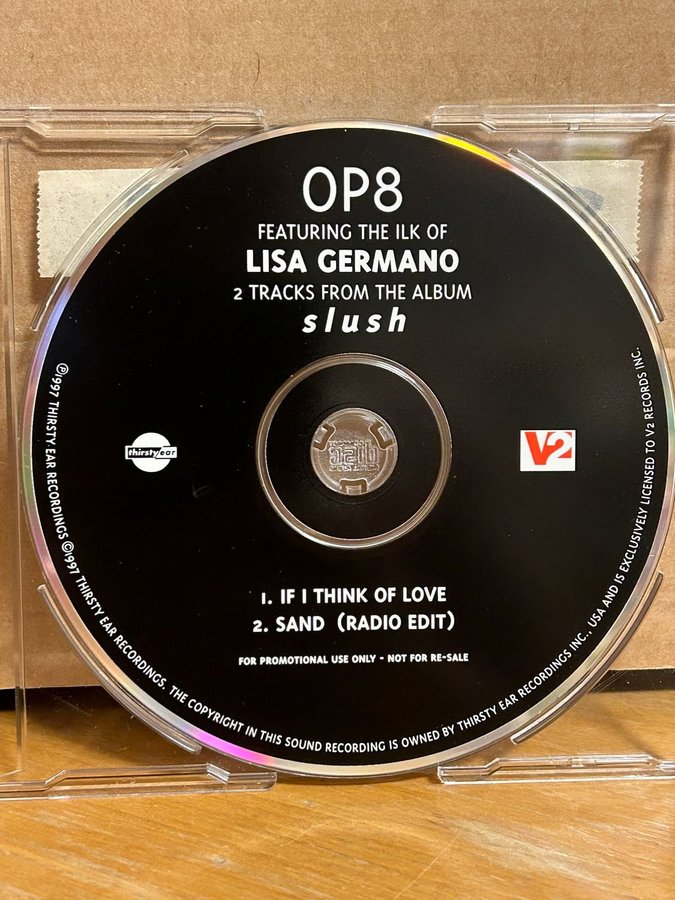 OP8
FEATURING THE ILK OF
LISA GERMANO
2 TRACKS FROM THE ALBUM
slush
thirsty ear
V2
1. IF I THINK OF LOVE
2. SAND (RADIO EDIT)
FOR PROMOTIONAL USE ONLY - NOT FOR RE-SALE
℗1997 THIRSTY EAR RECORDINGS ©1997 THIRSTY EAR RECORDINGS. THE COPYRIGHT IN THIS SOUND RECORDING IS OWNED BY THIRSTY EAR RECORDINGS INC., USA AND IS EXCLUSIVELY LICENSED TO V2 RECORDS INC.